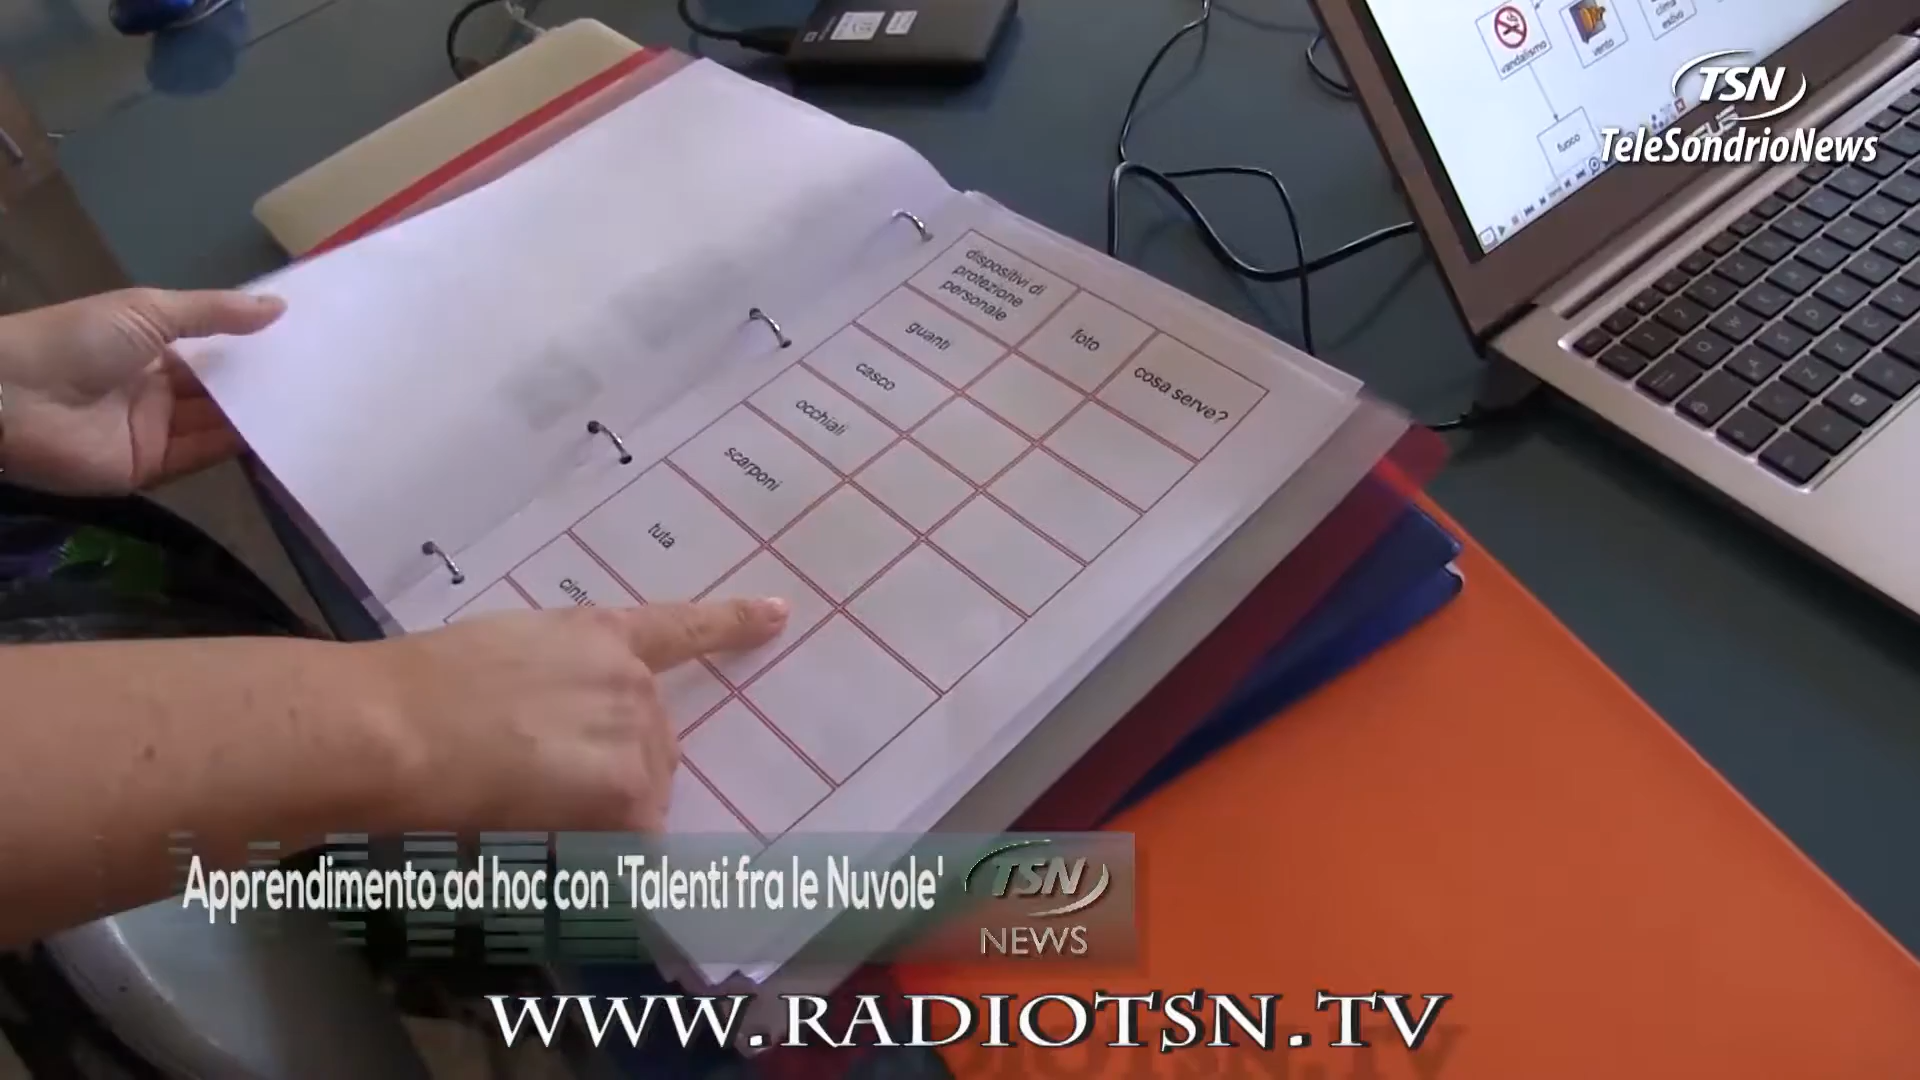 vandalismo
vento
clima
estivo
fuoco
TSN
TeleSondrioNews
dispositivi di
protezione
personale
foto
cosa serve?
guanti
casco
occhiali
scarponi
tuta
Apprendimento ad hoc con 'Talenti fra le Nuvole'
TSN
NEWS
WWW.RADIOTSN.TV